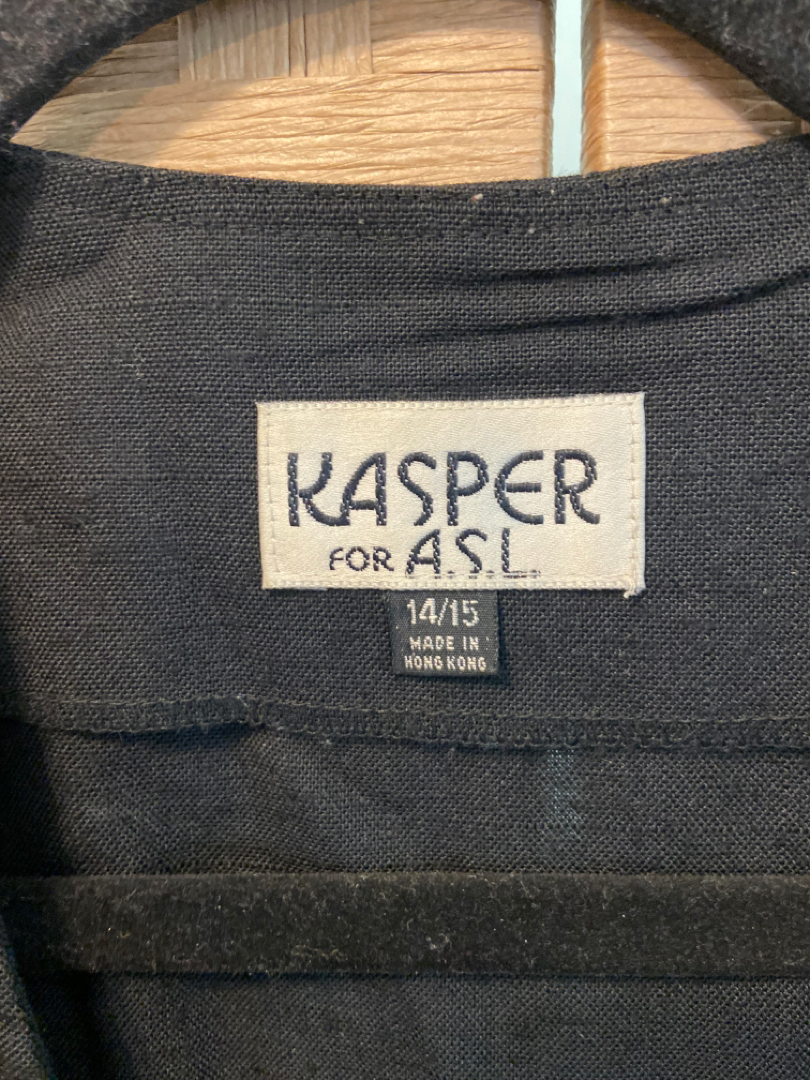 KASPER
FOR A.S.L.
14/15
MADE IN
HONG KONG